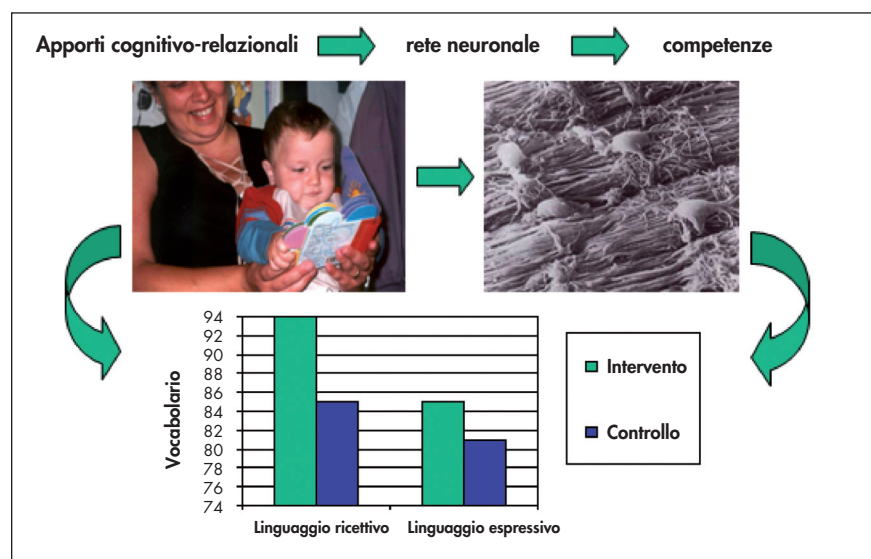 Apporti cognitivo-relazionali rete neuronale competenze
94
92
90
88
86
84
82
80
78
76
74
Vocabolario
Linguaggio ricettivo Linguaggio espressivo
Intervento
Controllo